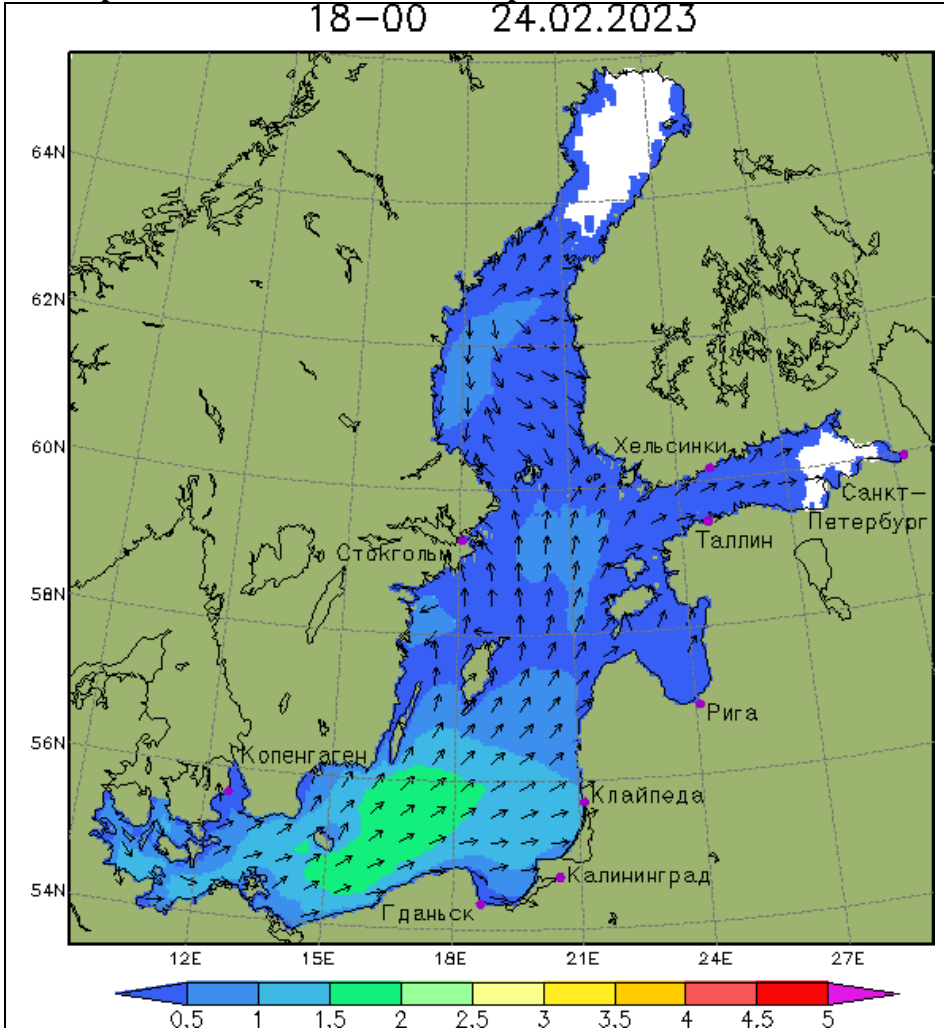 18-00 24.02.2023
64N
62N
60N
58N
56N
54N
Хельсинки
Санкт-
Петербург
Таллин
Стокгольм
Рига
Копенгаген
Клайпеда
Калининград
Гданьск
12E 15E 18E 21E 24E 27E
0,5 1 1,5 2 2,5 3 3,5 4 4,5 5